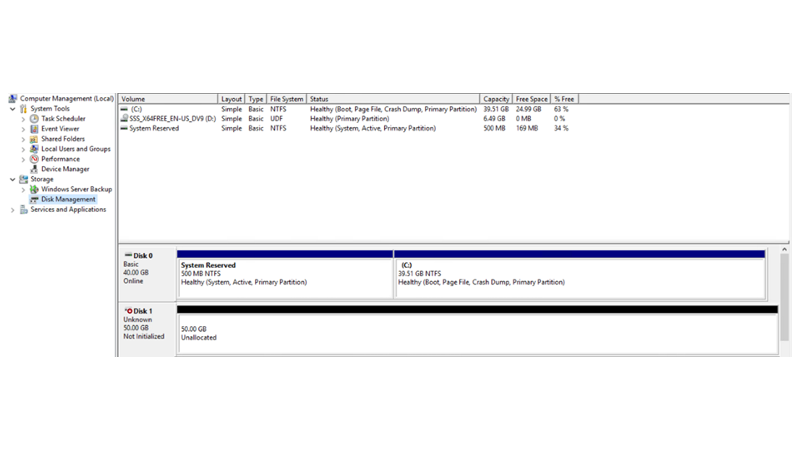 Computer Management (Local)
System Tools
Task Scheduler
Event Viewer
Shared Folders
Local Users and Groups
Performance
Device Manager
Storage
Windows Server Backup
Disk Management
Services and Applications
Volume Layout Type File System Status Capacity Free Space % Free
(C:) Simple Basic NTFS Healthy (Boot, Page File, Crash Dump, Primary Partition) 39.51 GB 24.99 GB 63 %
SSS_X64FREE_EN-US_DV9 (D:) Simple Basic UDF Healthy (Primary Partition) 6.49 GB 0 MB 0 %
System Reserved Simple Basic NTFS Healthy (System, Active, Primary Partition) 500 MB 169 MB 34 %
Disk 0
Basic
40.00 GB
Online
System Reserved
500 MB NTFS
Healthy (System, Active, Primary Partition)
(C:)
39.51 GB NTFS
Healthy (Boot, Page File, Crash Dump, Primary Partition)
Disk 1
Unknown
50.00 GB
Not Initialized
50.00 GB
Unallocated